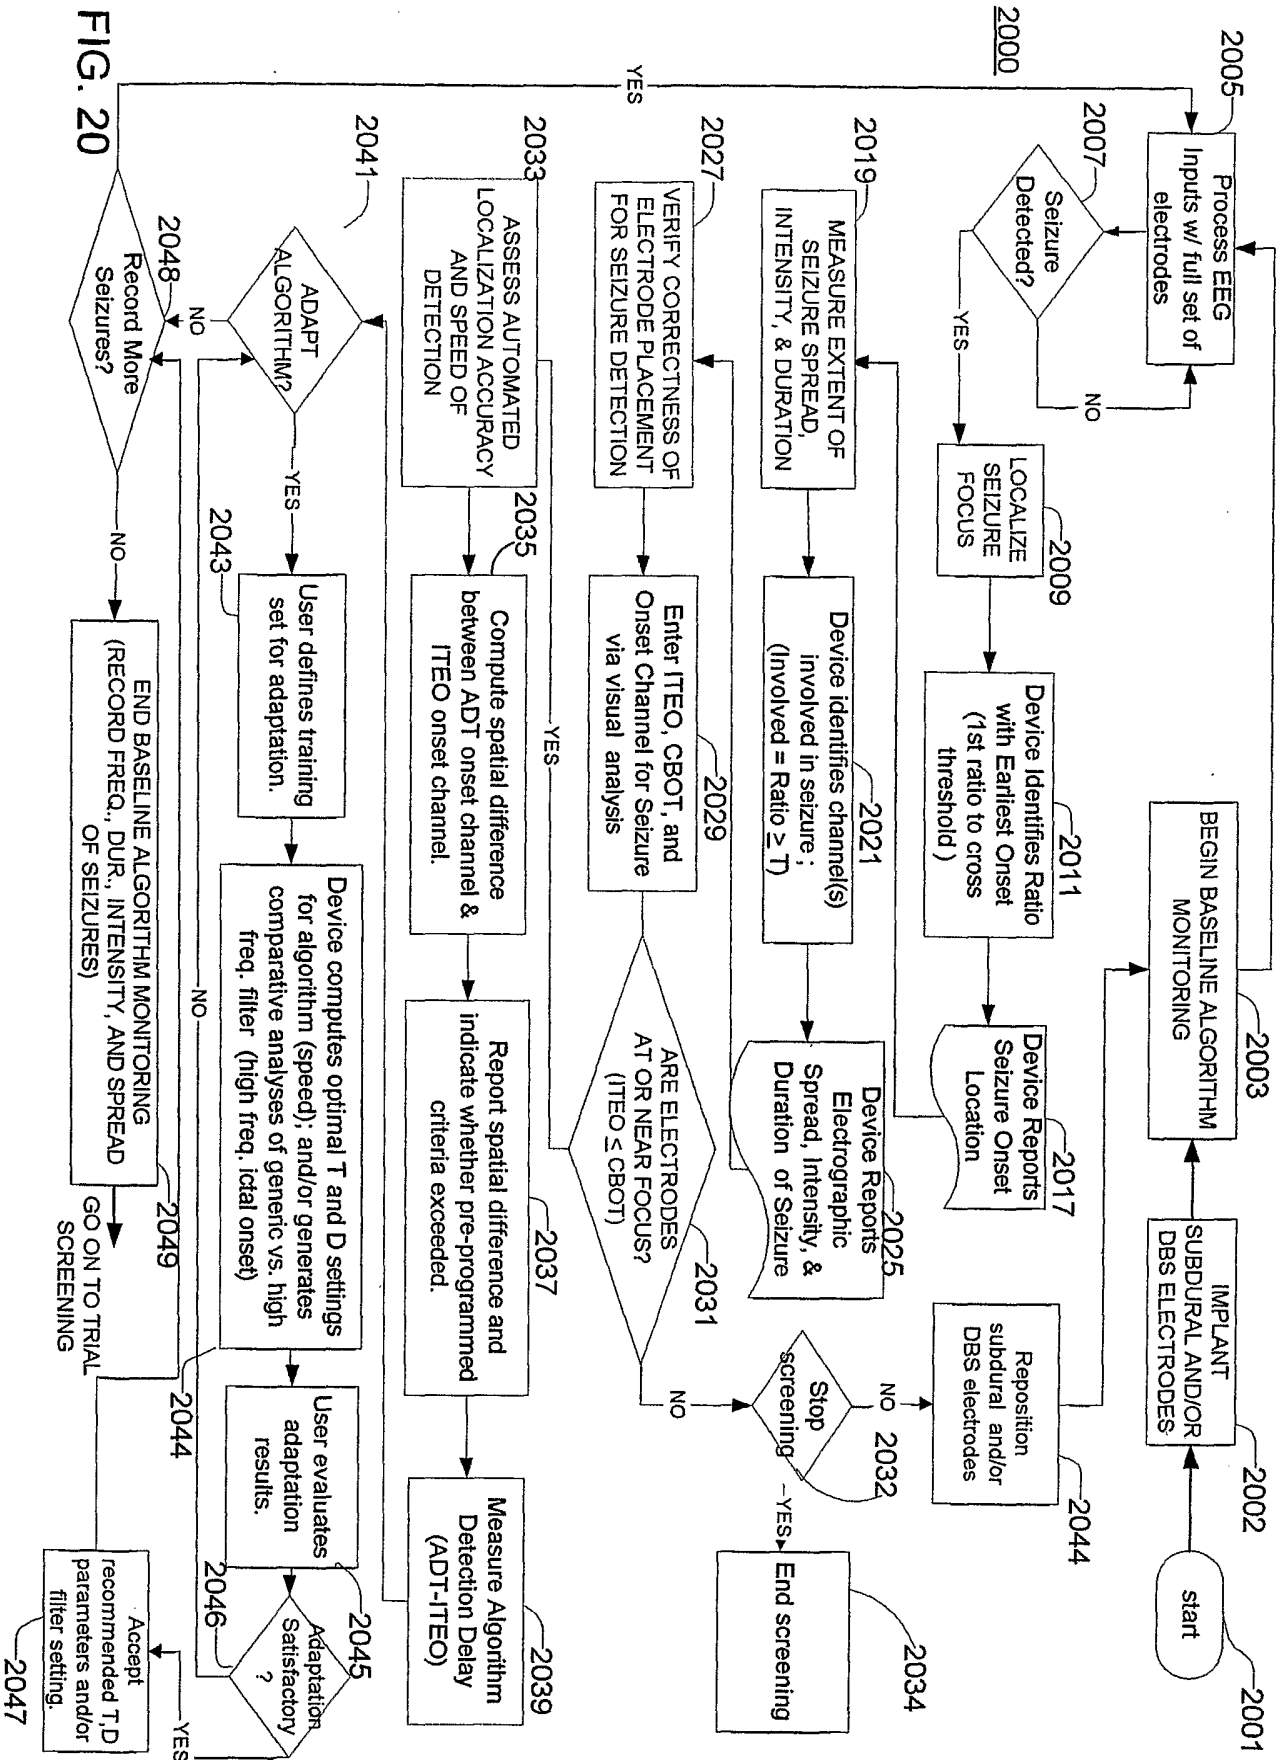 2000
start
2001
IMPLANT
SUBDURAL AND/OR
DBS ELECTRODES
2002
BEGIN BASELINE ALGORITHM
MONITORING
2003
2005
Process EEG
Inputs w/ full set of
electrodes
2007
Seizure
Detected?
NO
YES
LOCALIZE
SEIZURE
FOCUS
2009
Device Identifies Ratio
with Earliest Onset
(1st ratio to cross
threshold )
2011
Device Reports
Seizure Onset
Location
2017
2019
MEASURE EXTENT OF
SEIZURE SPREAD,
INTENSITY, & DURATION
Device identifies channel(s)
involved in seizure ;
(Involved = Ratio ≥ T)
2021
Device Reports
Electrographic
Spread, Intensity, &
Duration of Seizure
2025
2027
VERIFY CORRECTNESS OF
ELECTRODE PLACEMENT
FOR SEIZURE DETECTION
Enter ITEO, CBOT, and
Onset Channel for Seizure
via visual analysis
2029
ARE ELECTRODES
AT OR NEAR FOCUS?
(ITEO ≤ CBOT)
2031
NO
Stop
screening
2032
NO
Reposition
subdural and/or
DBS electrodes
2044
YES
End screening
2034
YES
2033
ASSESS AUTOMATED
LOCALIZATION ACCURACY
AND SPEED OF
DETECTION
2035
Compute spatial difference
between ADT onset channel &
ITEO onset channel.
Report spatial difference and
indicate whether pre-programmed
criteria exceeded.
2037
Measure Algorithm
Detection Delay
(ADT-ITEO)
2039
2041
ADAPT
ALGORITHM?
YES
NO
User defines training
set for adaptation.
2043
Device computes optimal T and D settings
for algorithm (speed); and/or generates
comparative analyses of generic vs. high
freq. filter (high freq. ictal onset)
2044
User evaluates
adaptation
results.
2045
Adaptation
Satisfactory
?
2046
NO
YES
Accept
recommended T,D
parameters and/or
filter setting.
2047
2048
Record More
Seizures?
YES
NO
END BASELINE ALGORITHM MONITORING
(RECORD FREQ., DUR., INTENSITY, AND SPREAD
OF SEIZURES)
2049
GO ON TO TRIAL
SCREENING
FIG. 20